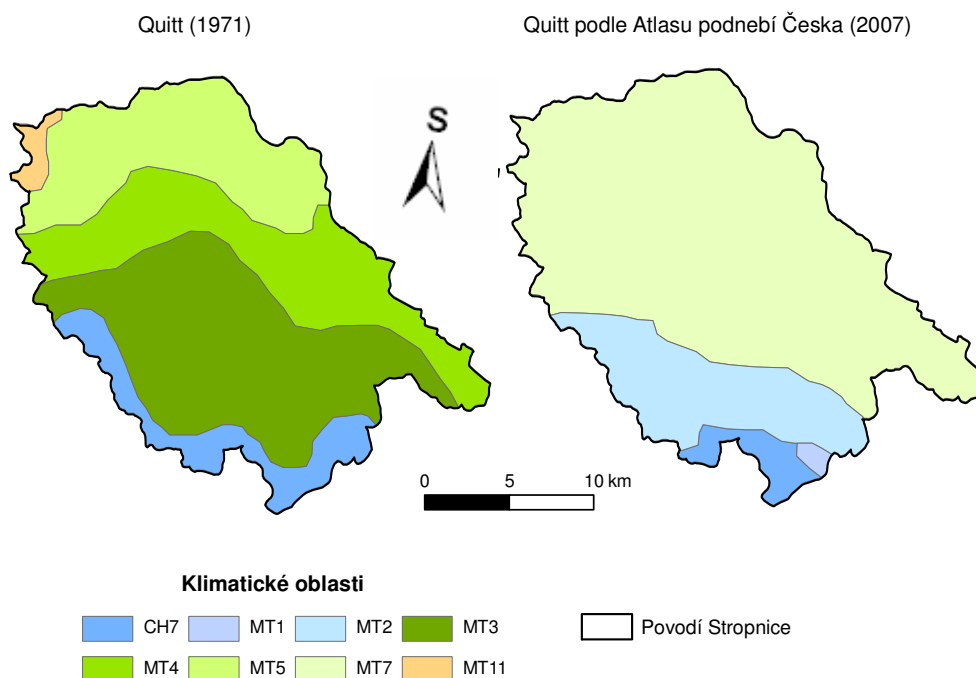 Quitt (1971)
Quitt podle Atlasu podnebí Česka (2007)
S
0 5 10 km
Klimatické oblasti
CH7 MT1 MT2 MT3 Povodí Stropnice
MT4 MT5 MT7 MT11